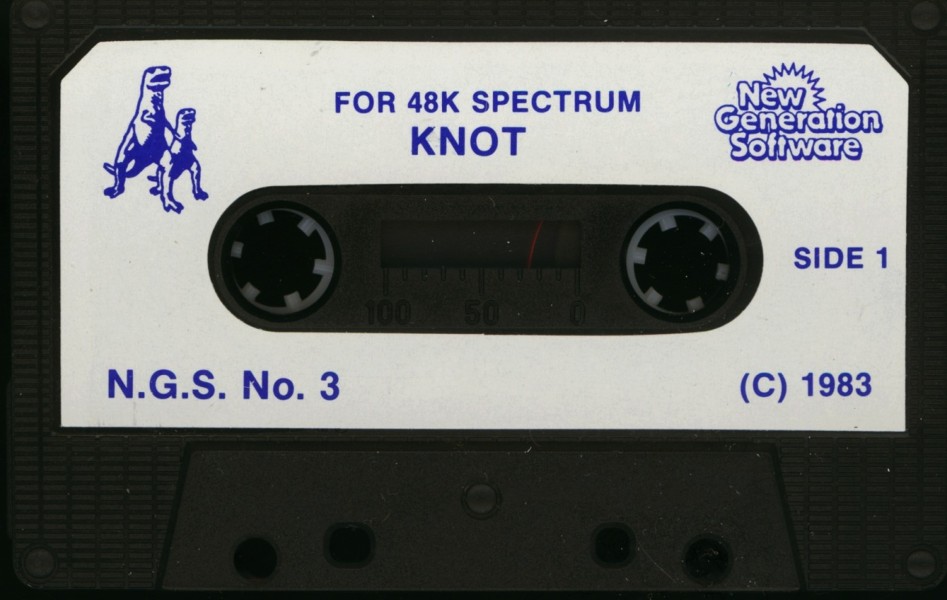 FOR 48K SPECTRUM
KNOT
New
Generation
Software
SIDE 1
100 50 0
N.G.S. No. 3
(C) 1983